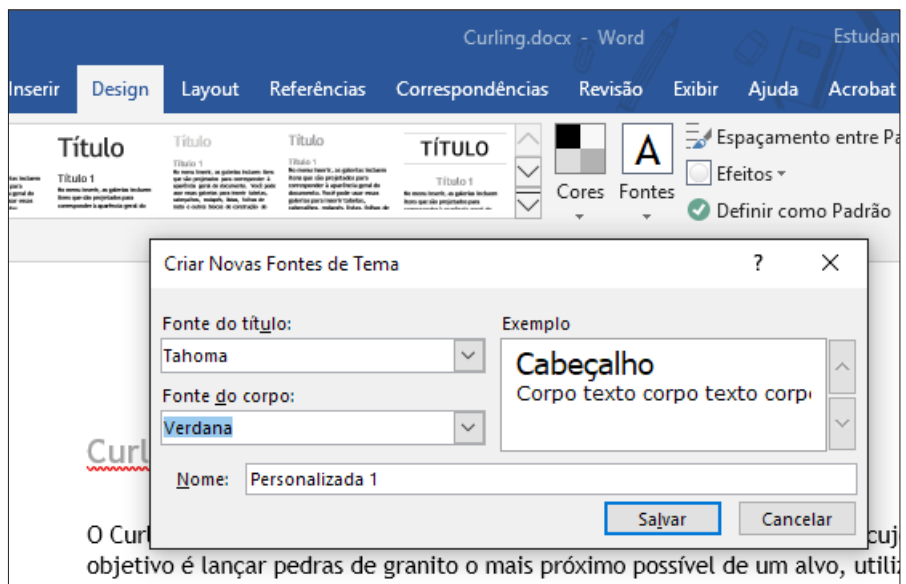 Curling.docx - Word Estudan
Inserir Design Layout Referências Correspondências Revisão Exibir Ajuda Acrobat
Título Título Título TÍTULO
Título 1 Título 1 Título 1 Título 1
Cores Fontes
Espaçamento entre Pa
Efeitos
Definir como Padrão
Criar Novas Fontes de Tema ?
Fonte do título:
Tahoma
Fonte do corpo:
Verdana
Exemplo
Cabeçalho
Corpo texto corpo texto corp
Nome: Personalizada 1
Salvar Cancelar
Curl
O Curl cuj
objetivo é lançar pedras de granito o mais próximo possível de um alvo, utiliz